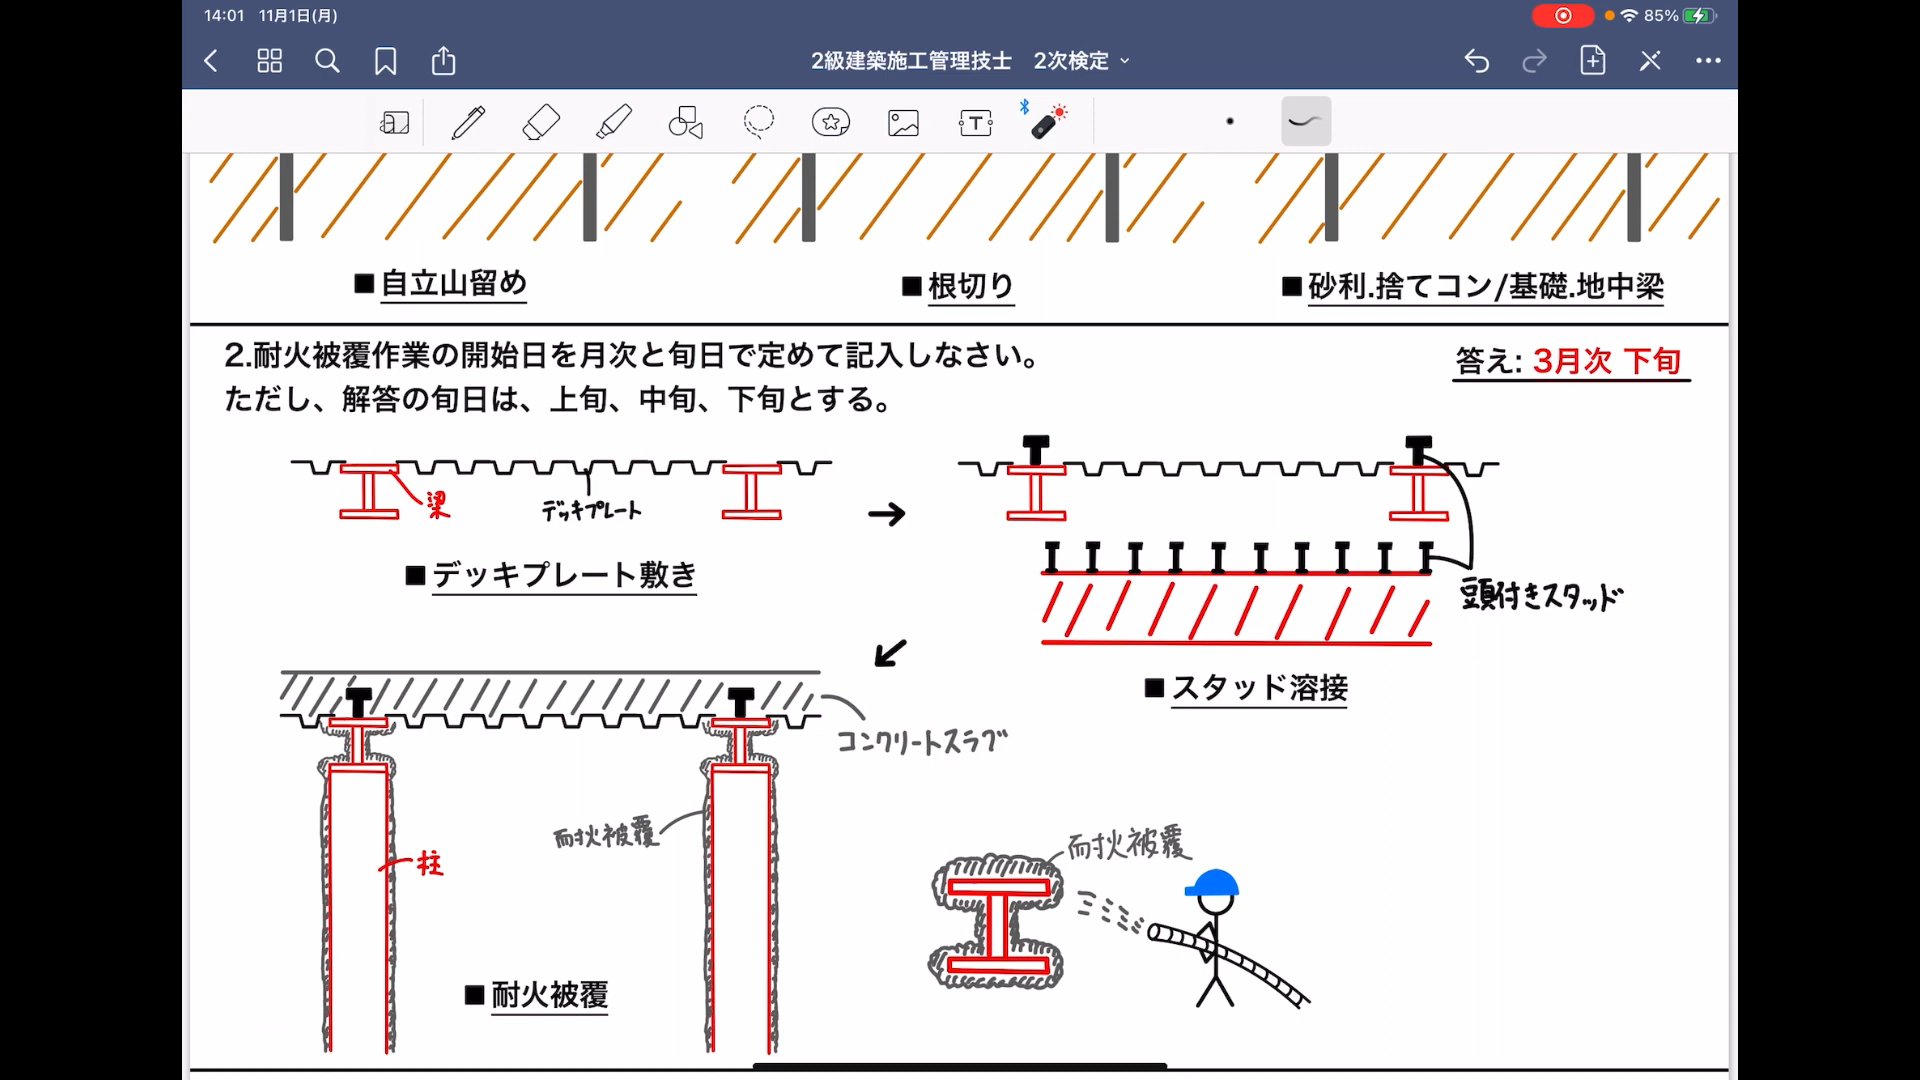 14:01 11月1日(月)
85%
2級建築施工管理技士 2次検定
T
■自立山留め
■根切り
■砂利.捨てコン/基礎.地中梁
2.耐火被覆作業の開始日を月次と旬日で定めて記入しなさい。
ただし、解答の旬日は、上旬、中旬、下旬とする。
答え: 3月次 下旬
梁
デッキプレート
■デッキプレート敷き
頭付きスタッド
■スタッド溶接
コンクリートスラブ
耐火被覆
柱
■耐火被覆
耐火被覆